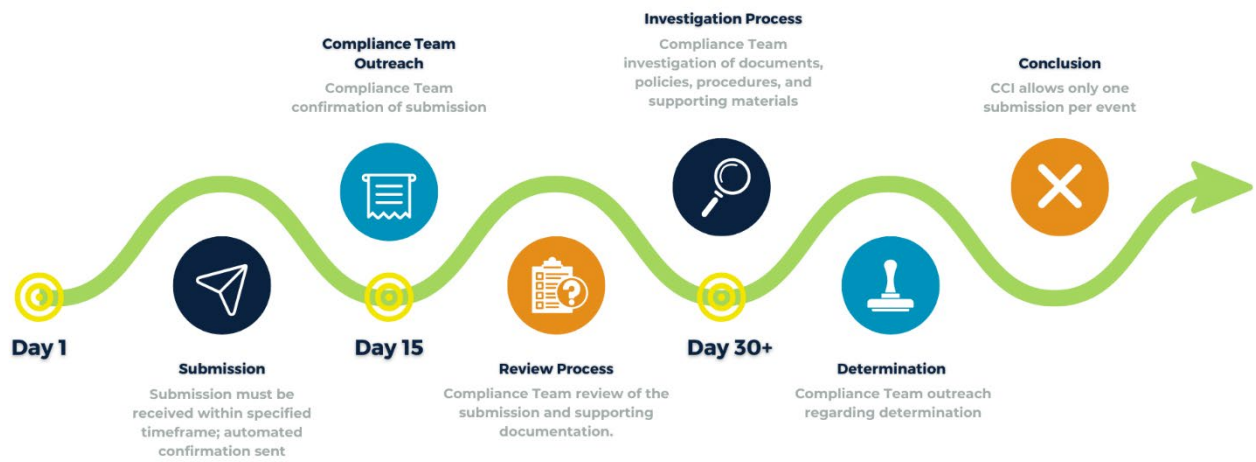 Day 1
Submission
Submission must be
received within specified
timeframe; automated
confirmation sent
Compliance Team
Outreach
Compliance Team
confirmation of submission
Day 15
Review Process
Compliance Team review of the
submission and supporting
documentation.
Investigation Process
Compliance Team
investigation of documents,
policies, procedures, and
supporting materials
Day 30+
Determination
Compliance Team outreach
regarding determination
Conclusion
CCI allows only one
submission per event